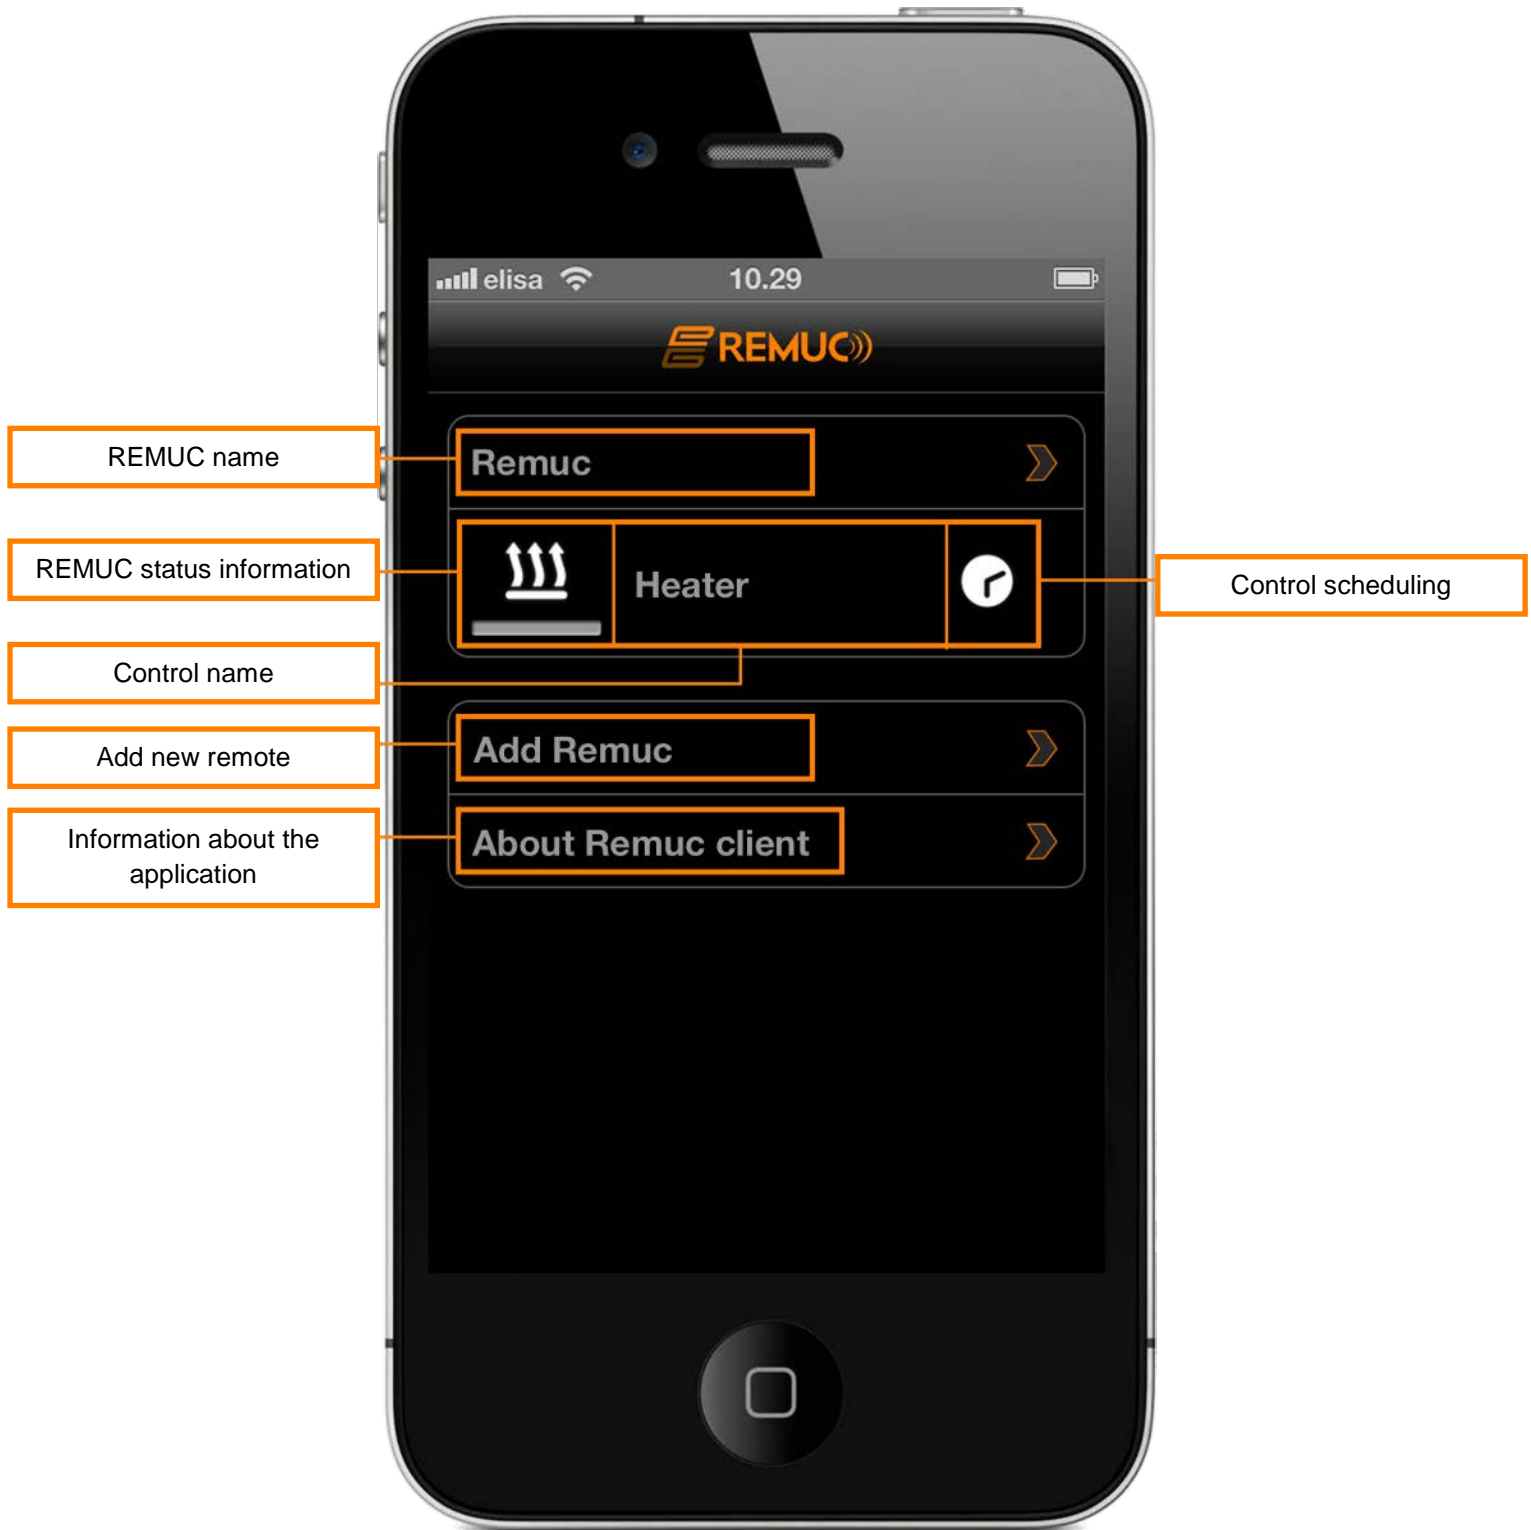 elisa 10.29
REMUC
REMUC name
Remuc
REMUC status information
Heater
Control scheduling
Control name
Add new remote
Add Remuc
Information about the
application
About Remuc client